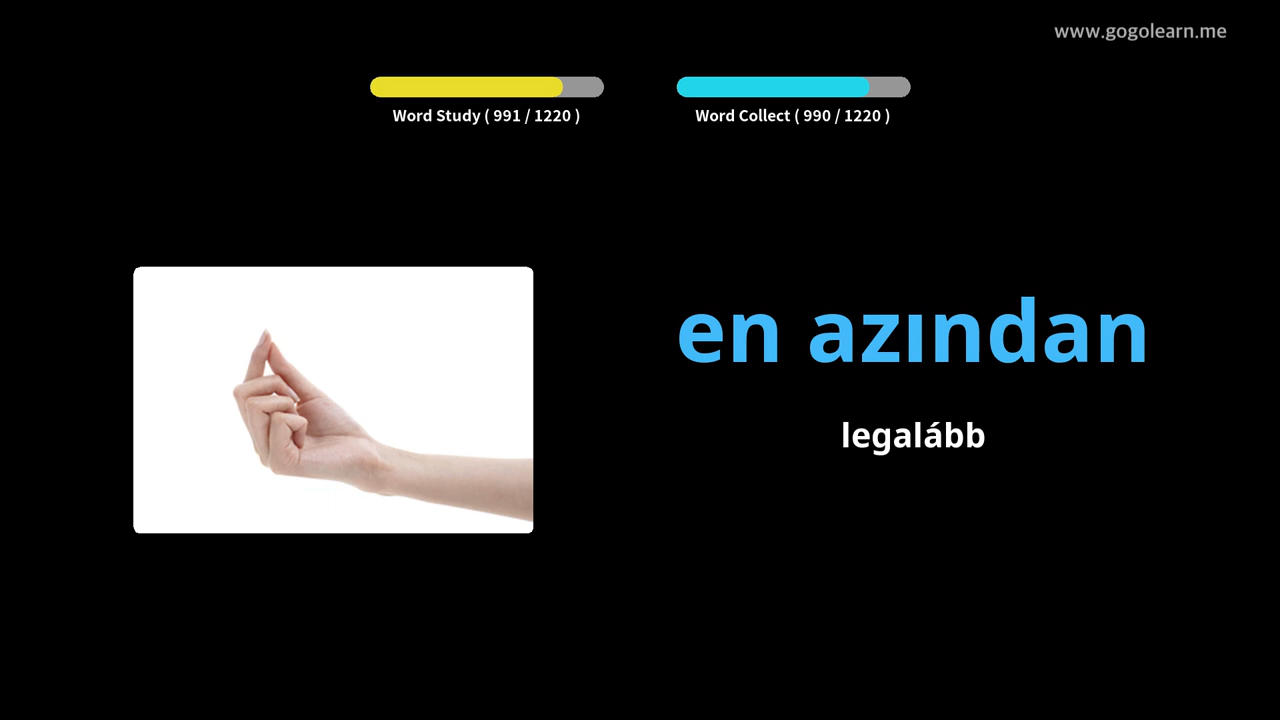 www.gogolearn.me
Word Study ( 991 / 1220 )
Word Collect ( 990 / 1220 )
en azından
legalább